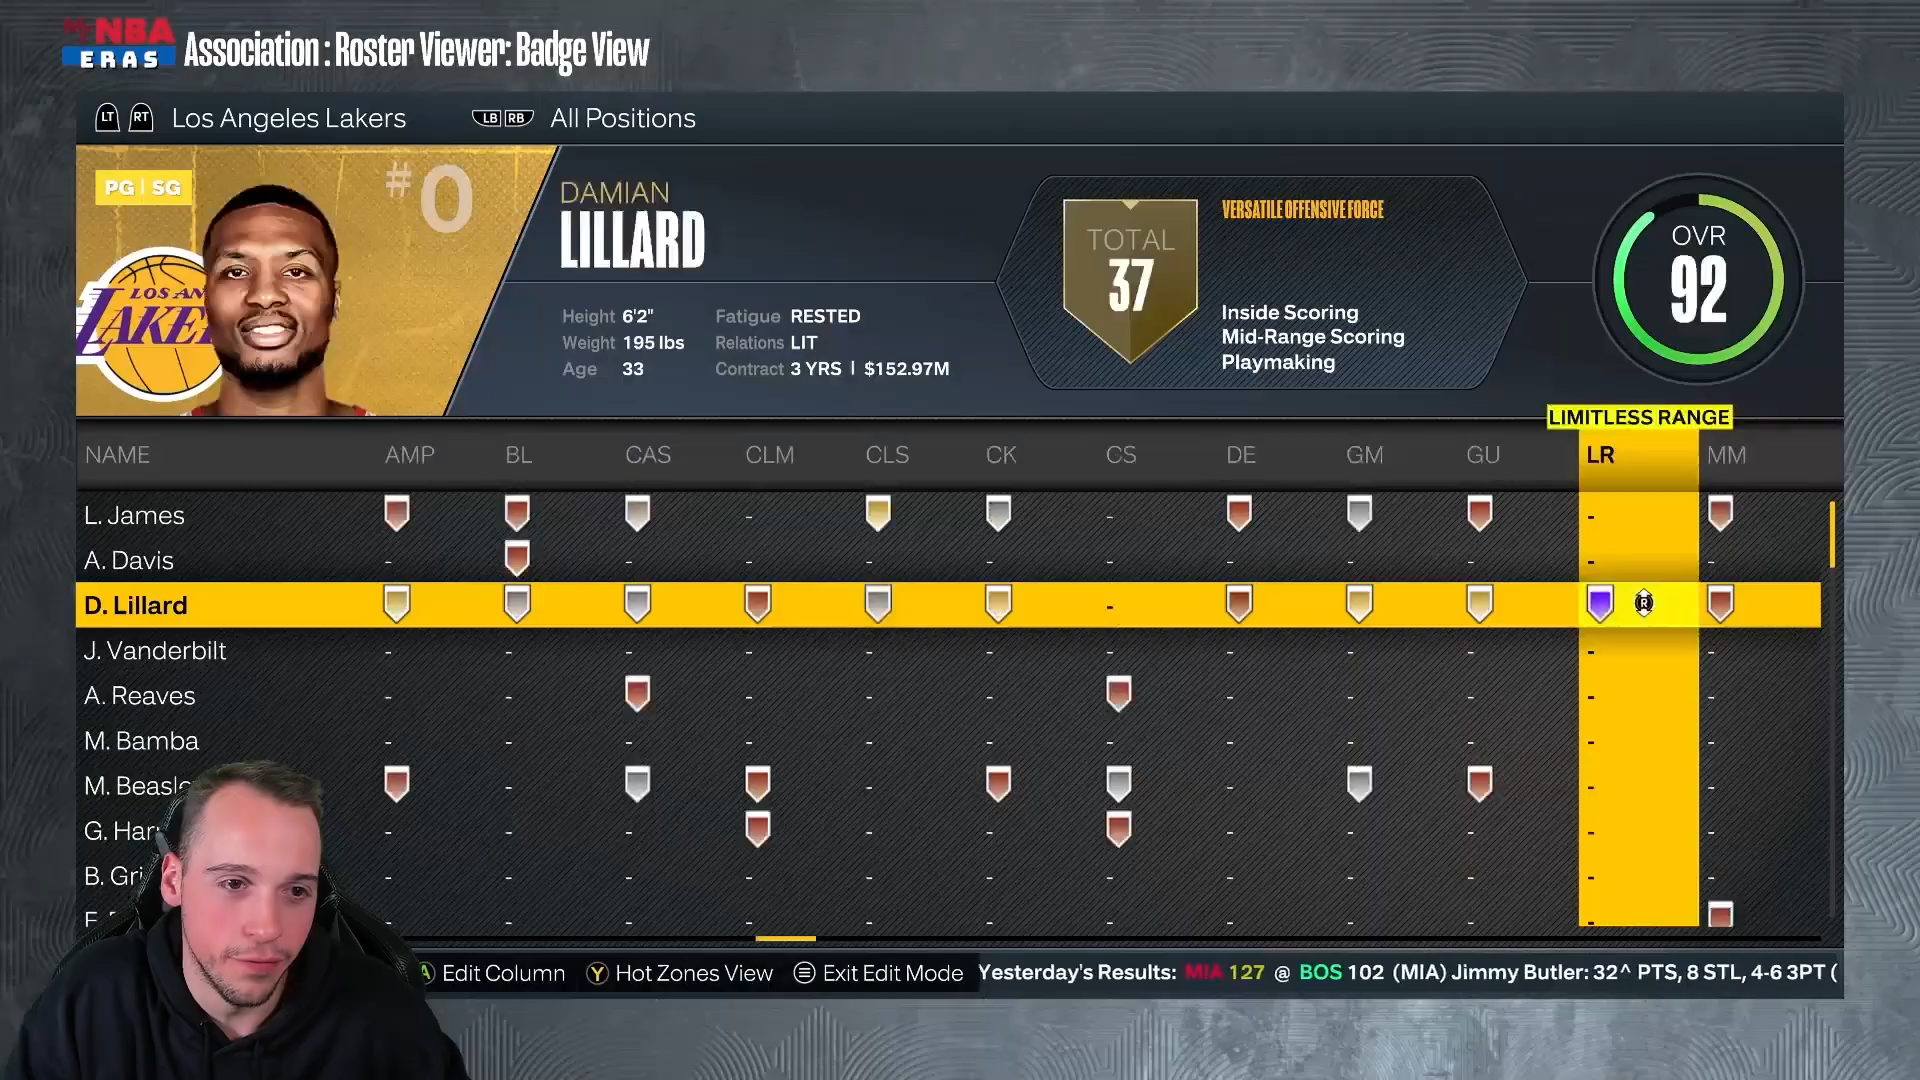 MyNBA
ERAS
Association : Roster Viewer: Badge View
LT RT Los Angeles Lakers LB RB All Positions
PG | SG
#0
LOS AN
LAKE
DAMIAN
LILLARD
Height 6'2" Fatigue RESTED
Weight 195 lbs Relations LIT
Age 33 Contract 3 YRS | $152.97M
TOTAL
37
VERSATILE OFFENSIVE FORCE
Inside Scoring
Mid-Range Scoring
Playmaking
OVR
92
LIMITLESS RANGE
NAME AMP BL CAS CLM CLS CK CS DE GM GU LR MM
L. James - - -
A. Davis - - - - - - - - - - -
D. Lillard - R
J. Vanderbilt - - - - - - - - - - - -
A. Reaves - - - - - - - - - -
M. Bamba - - - - - - - - - - - -
M. Beasle - - - - -
G. Har - - - - - - - - - -
B. Gri - - - - - - - - - - - -
- - - - - - - - - - -
A Edit Column Y Hot Zones View Exit Edit Mode Yesterday's Results: MIA 127 @ BOS 102 (MIA) Jimmy Butler: 32^ PTS, 8 STL, 4-6 3PT (